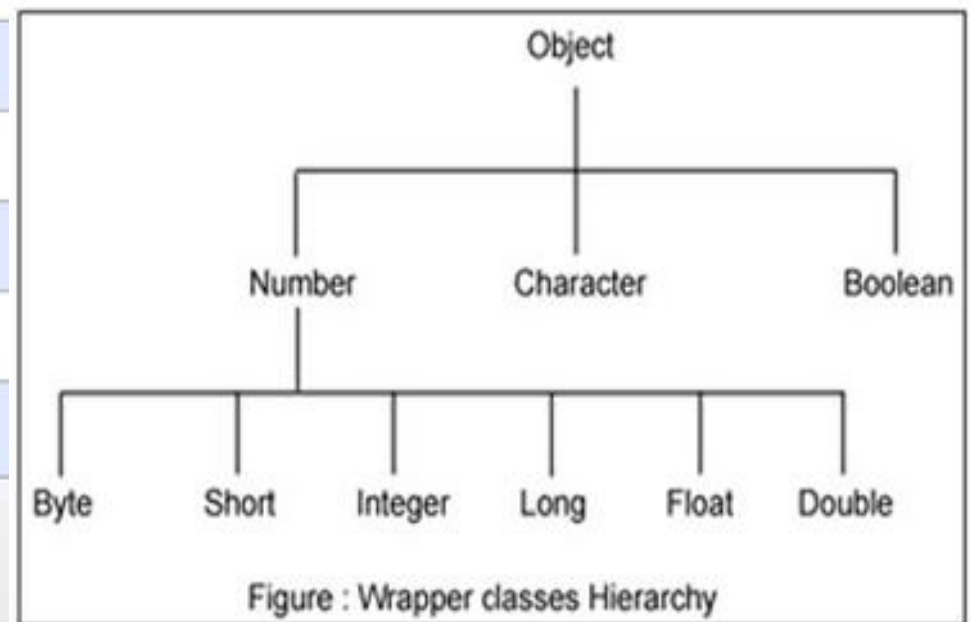 Object
Number Character Boolean
Byte Short Integer Long Float Double
Figure : Wrapper classes Hierarchy